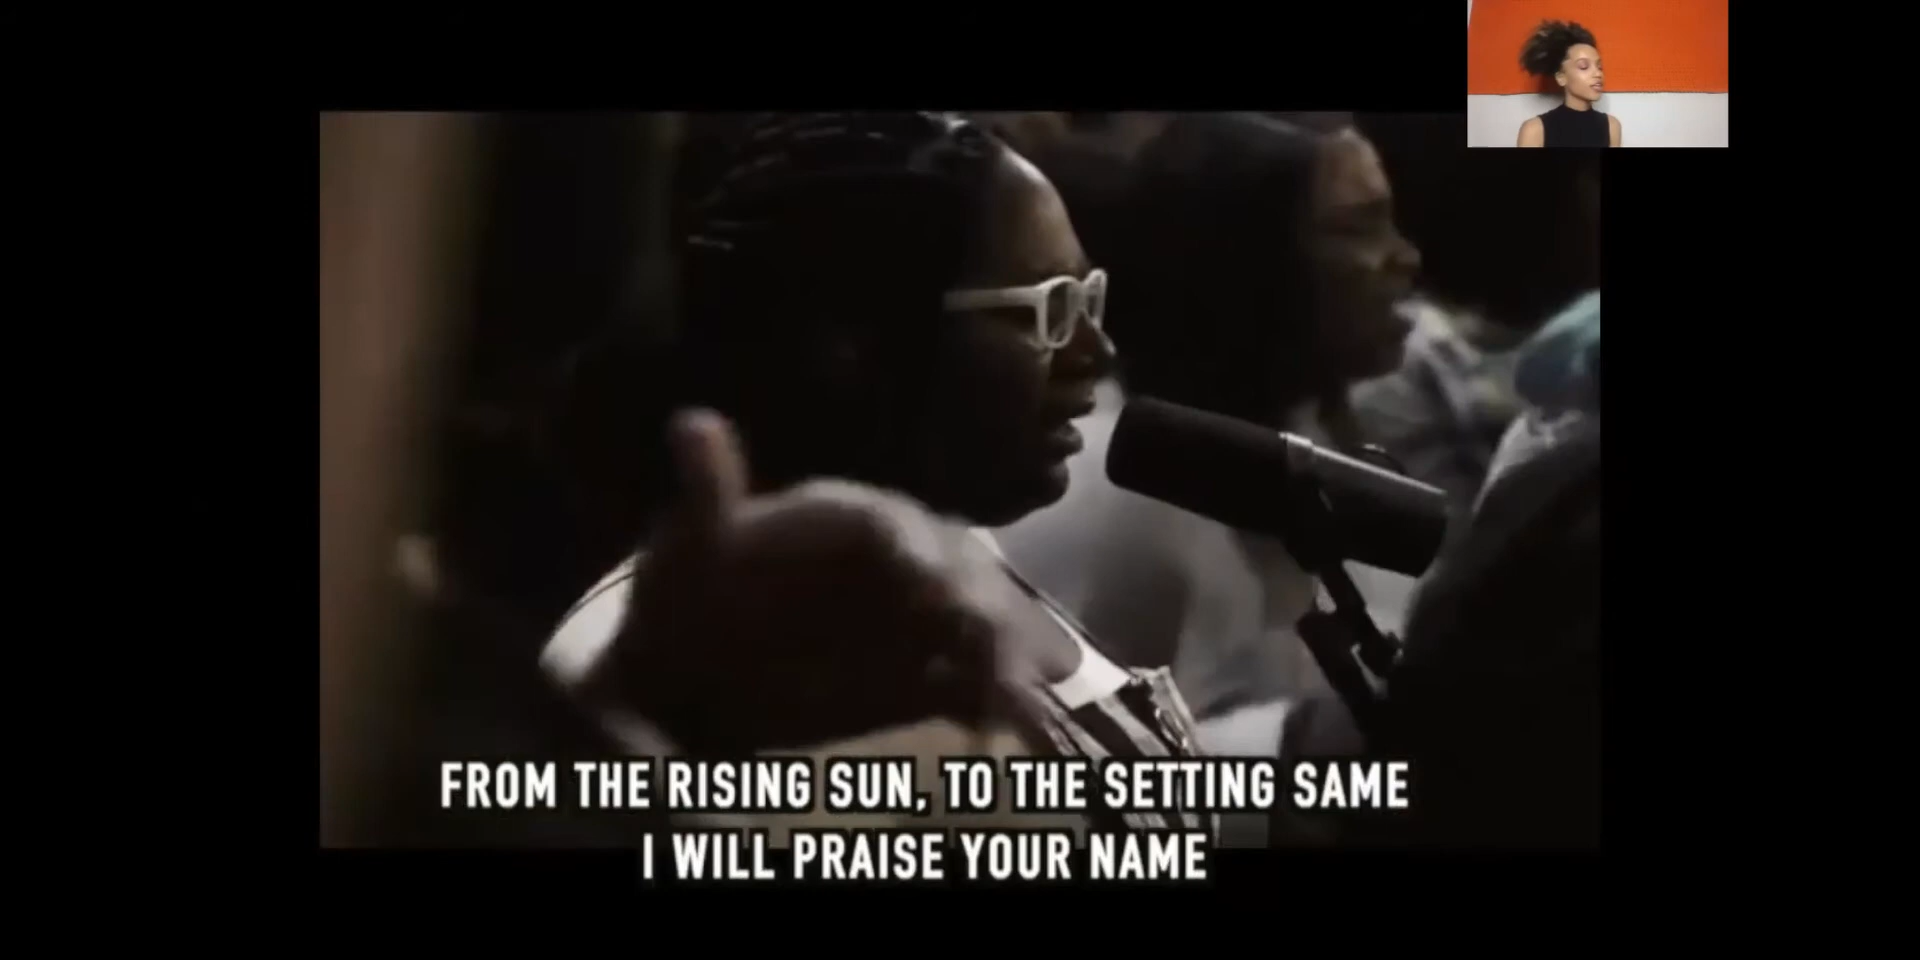 FROM THE RISING SUN, TO THE SETTING SAME
I WILL PRAISE YOUR NAME